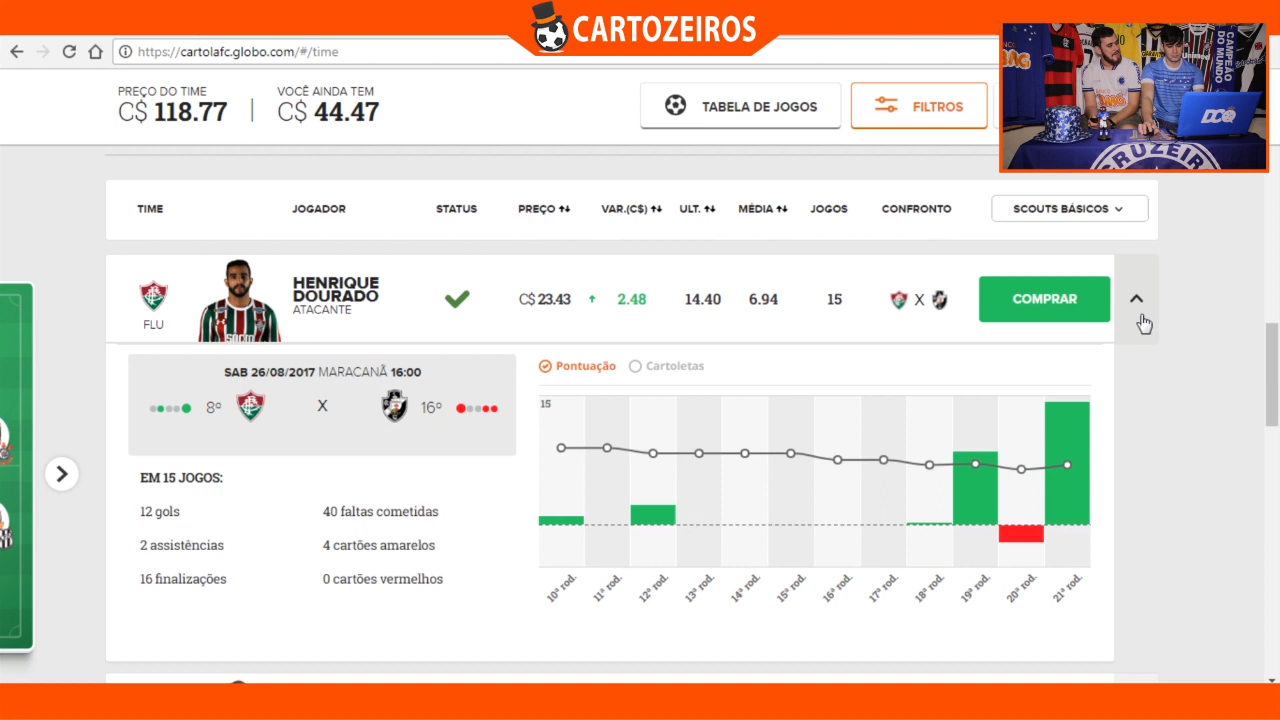 CARTOZEIROS
https://cartolafc.globo.com/#/time
PREÇO DO TIME
C$ 118.77
VOCÊ AINDA TEM
C$ 44.47
TABELA DE JOGOS
FILTROS
CAMPEÃO
DO MUNDO
DCO
CRUZEIR
TIME JOGADOR STATUS PREÇO VAR.(C$) ULT. MÉDIA JOGOS CONFRONTO SCOUTS BÁSICOS
FLU
HENRIQUE
DOURADO
ATACANTE
C$ 23.43 2.48 14.40 6.94 15 X COMPRAR
SAB 26/08/2017 MARACANÃ 16:00
8º X 16º
EM 15 JOGOS:
12 gols 40 faltas cometidas
2 assistências 4 cartões amarelos
16 finalizações 0 cartões vermelhos
Pontuação Cartoletas
15
10ª rod. 11ª rod. 12ª rod. 13ª rod. 14ª rod. 15ª rod. 16ª rod. 17ª rod. 18ª rod. 19ª rod. 20ª rod. 21ª rod.